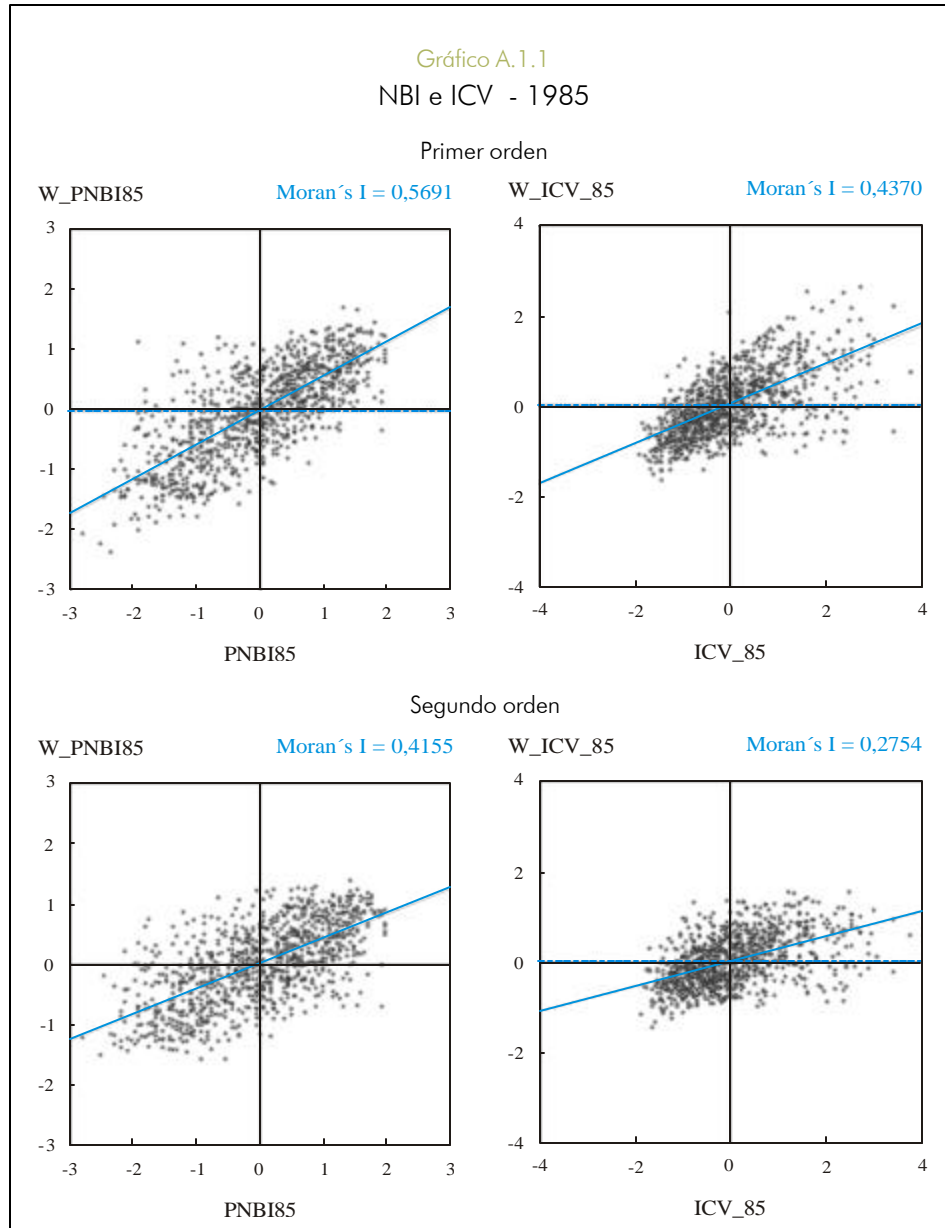 Gráfico A.1.1
NBI e ICV - 1985
Primer orden
W_PNBI85 Moran´s I = 0,5691
3
2
1
0
-1
-2
-3
-3 -2 -1 0 1 2 3
PNBI85
W_ICV_85 Moran´s I = 0,4370
4
2
0
-2
-4
-4 -2 0 2 4
ICV_85
Segundo orden
W_PNBI85 Moran´s I = 0,4155
3
2
1
0
-1
-2
-3
-3 -2 -1 0 1 2 3
PNBI85
W_ICV_85 Moran´s I = 0,2754
4
2
0
-2
-4
-4 -2 0 2 4
ICV_85